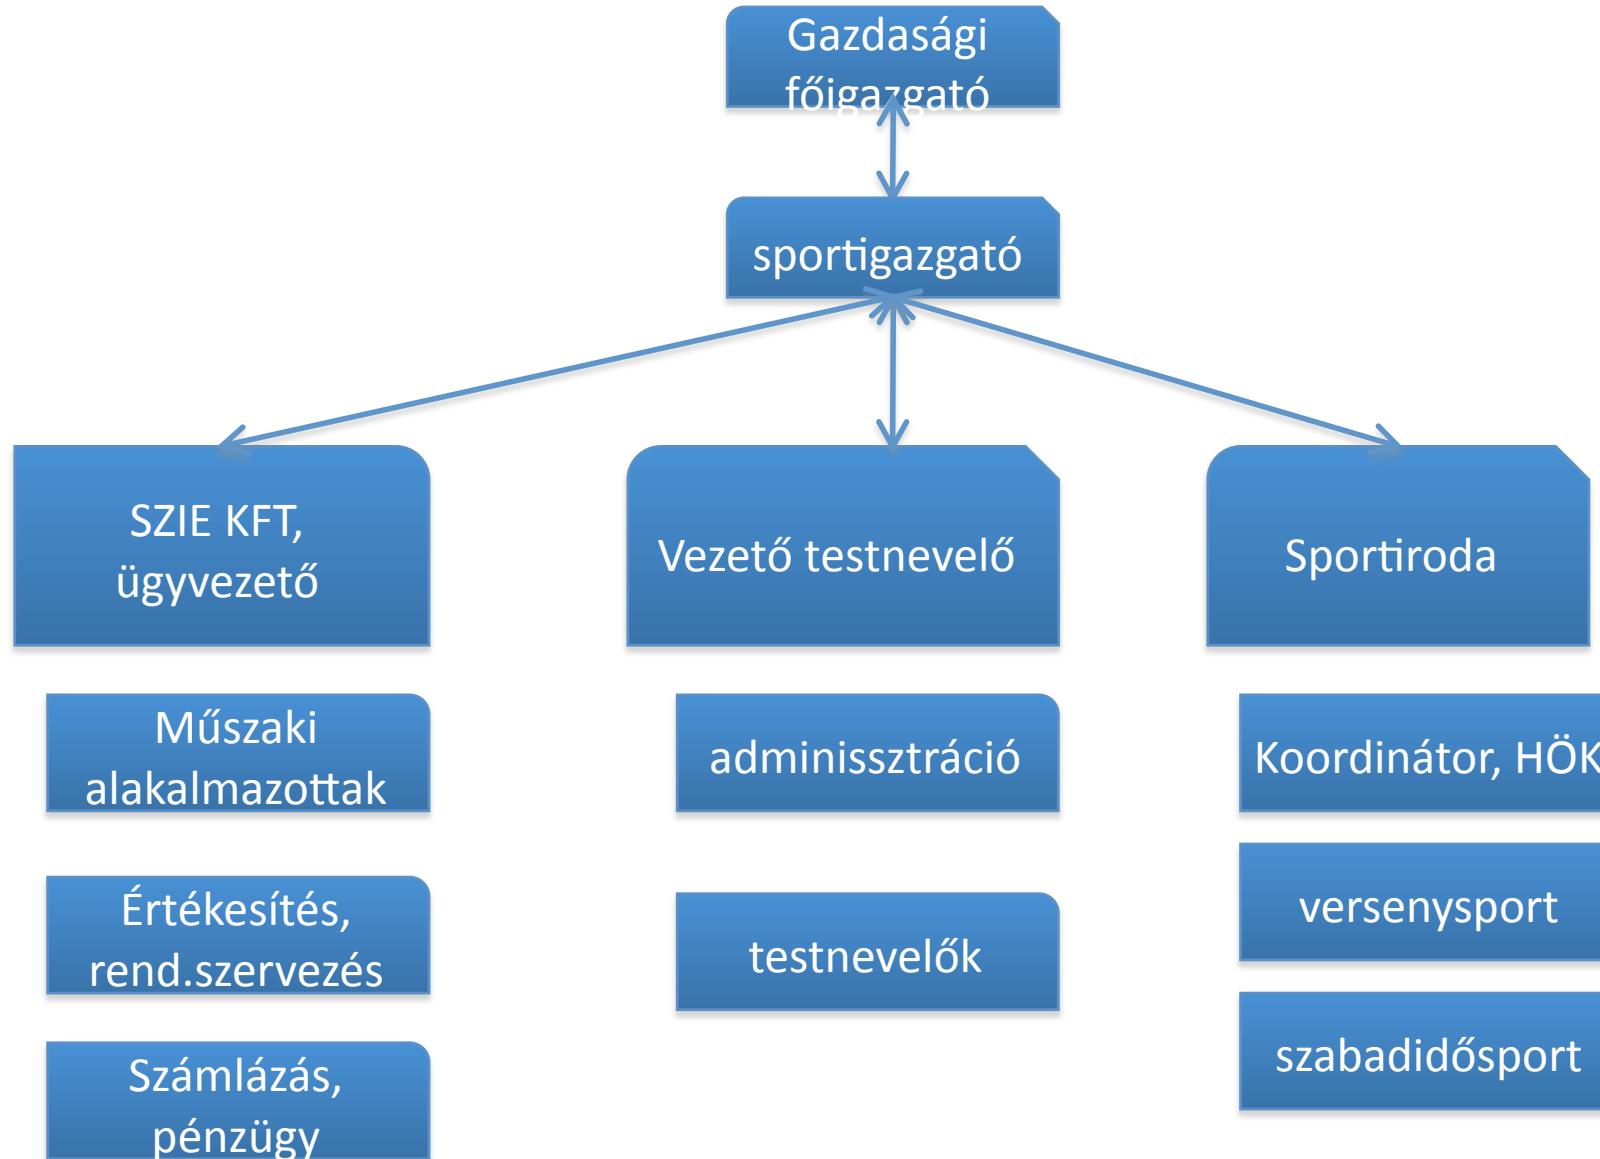 Gazdasági
főigazgató
sportigazgató
SZIE KFT,
ügyvezető
Vezető testnevelő
Sportiroda
Műszaki
alakalmazottak
adminissztráció
Koordinátor, HÖK
Értékesítés,
rend.szervezés
testnevelők
versenysport
szabadidősport
Számlázás,
pénzügy